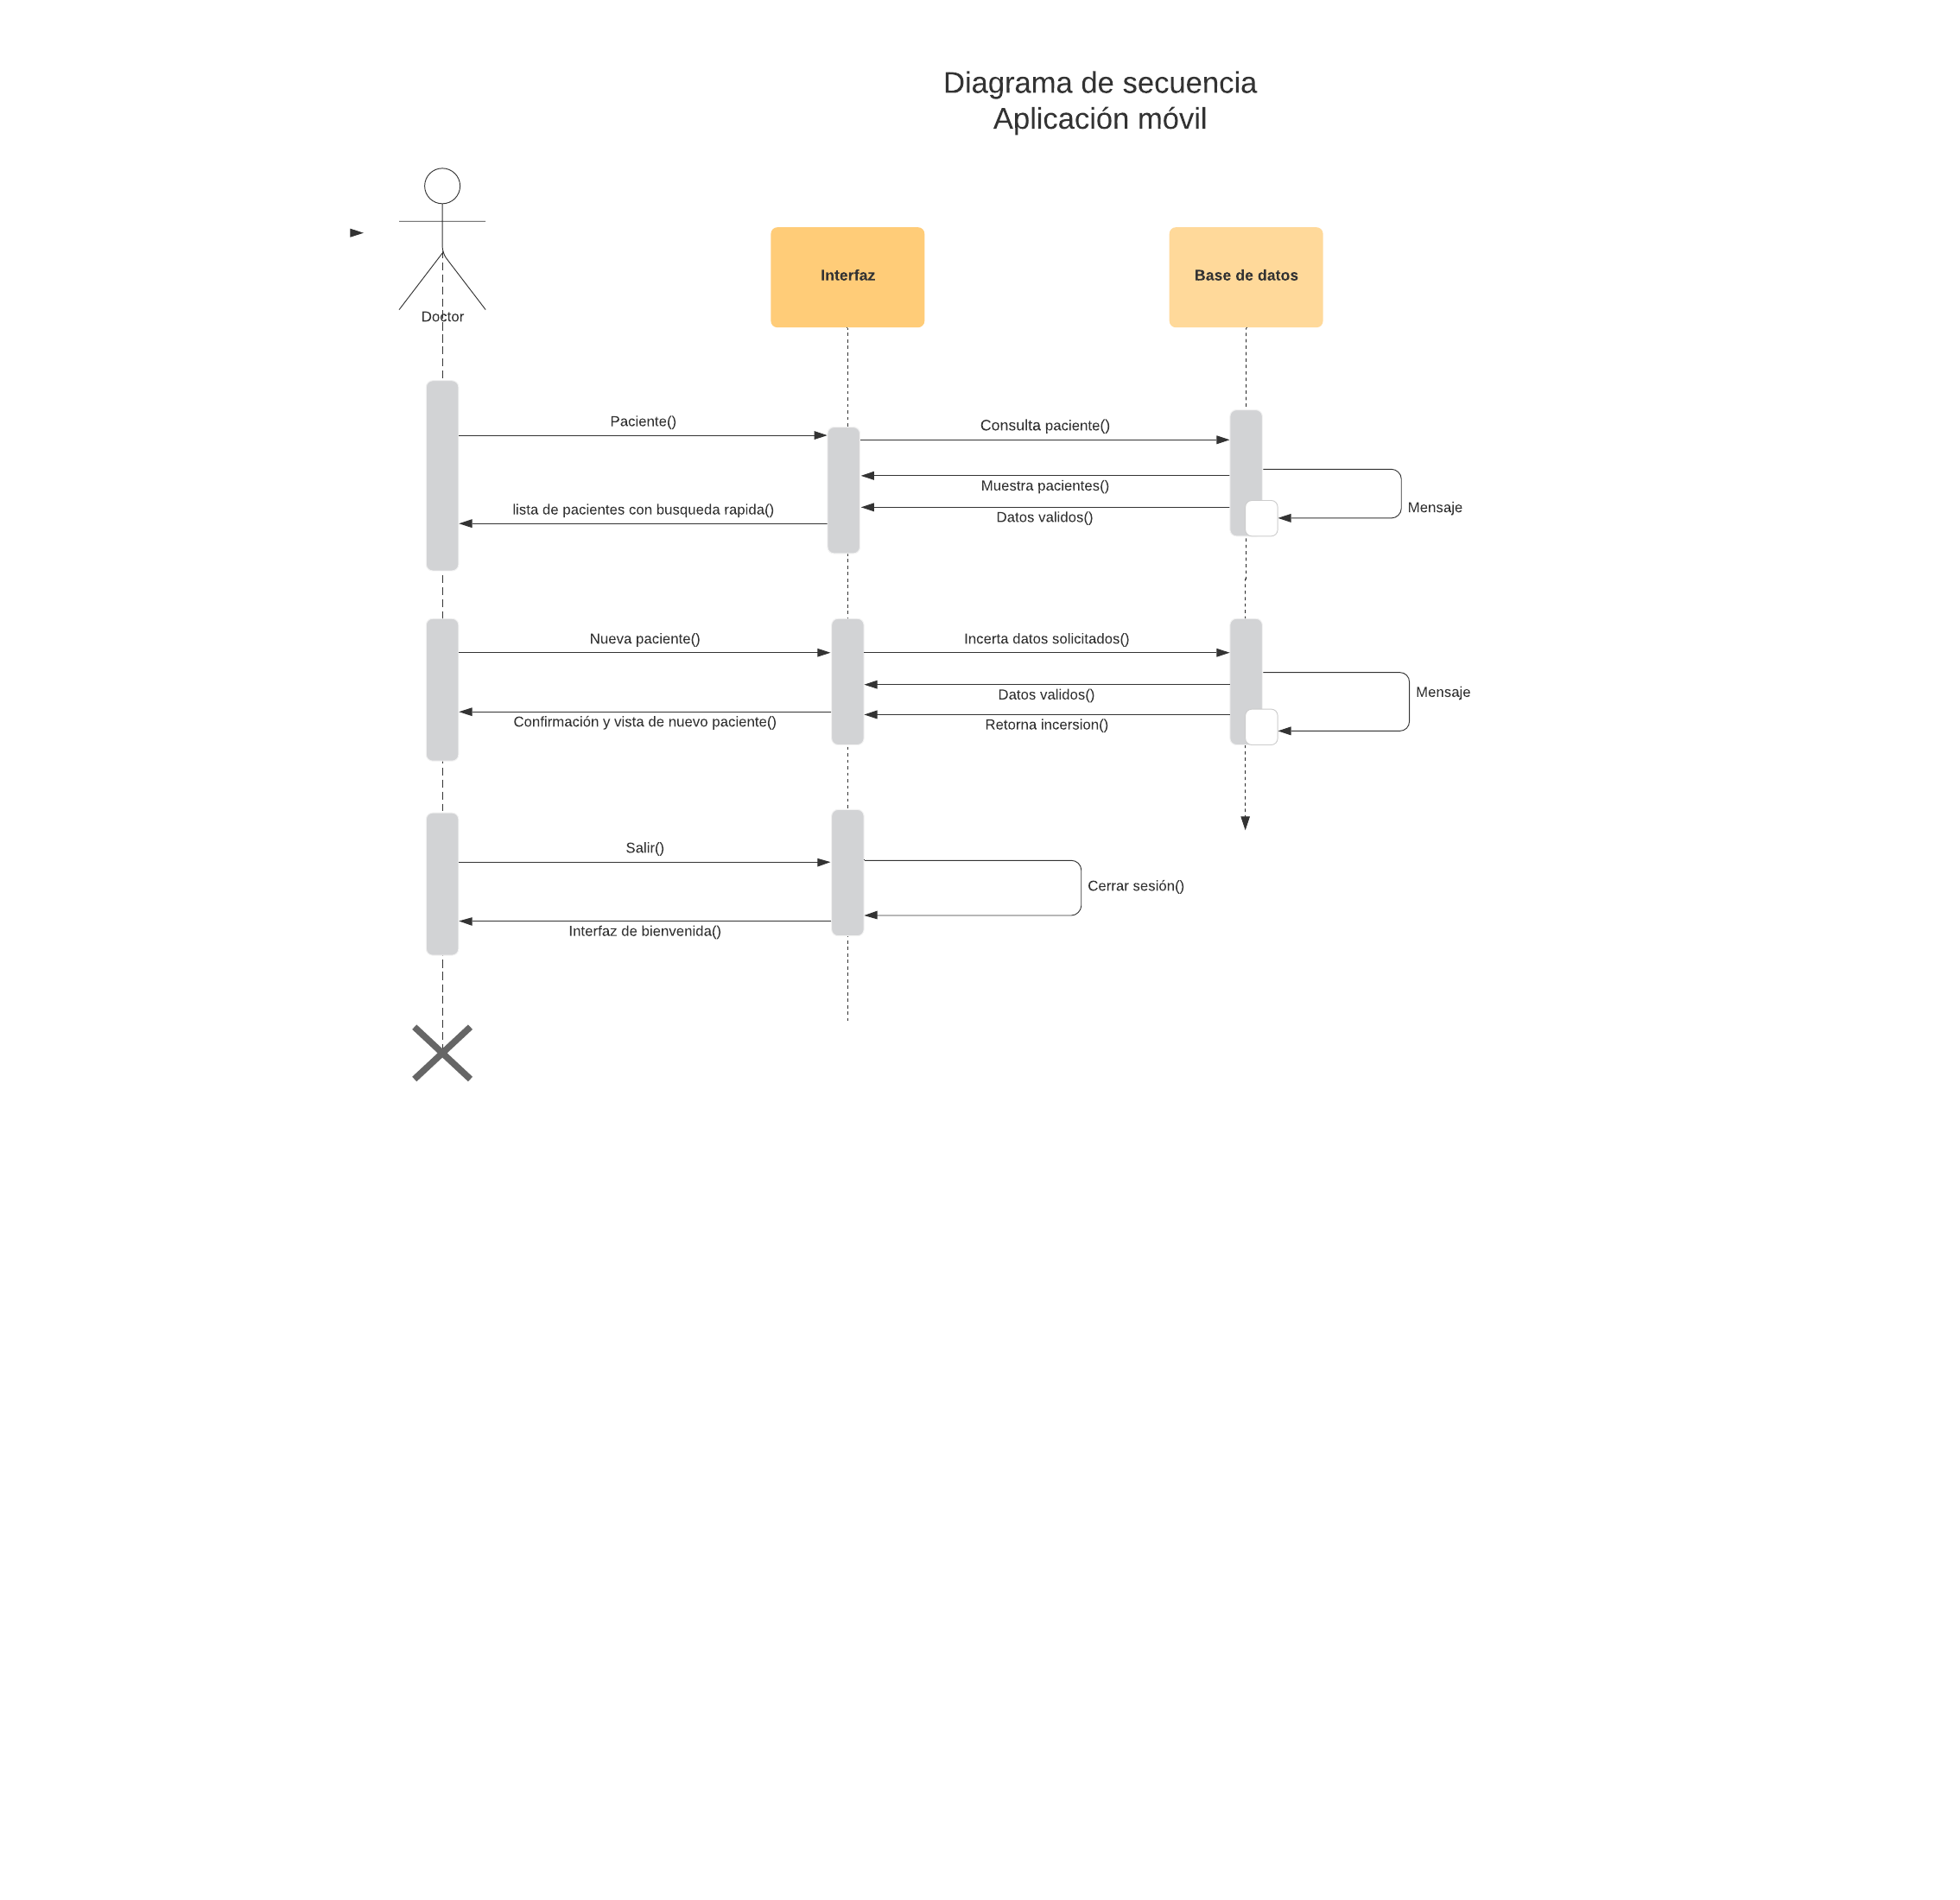 Diagrama de secuencia
Aplicación móvil
Doctor
Interfaz
Base de datos
Paciente()
Consulta paciente()
Muestra pacientes()
Mensaje
lista de pacientes con busqueda rapida()
Datos validos()
Nueva paciente()
Incerta datos solicitados()
Datos validos()
Mensaje
Confirmación y vista de nuevo paciente()
Retorna incersion()
Salir()
Cerrar sesión()
Interfaz de bienvenida()